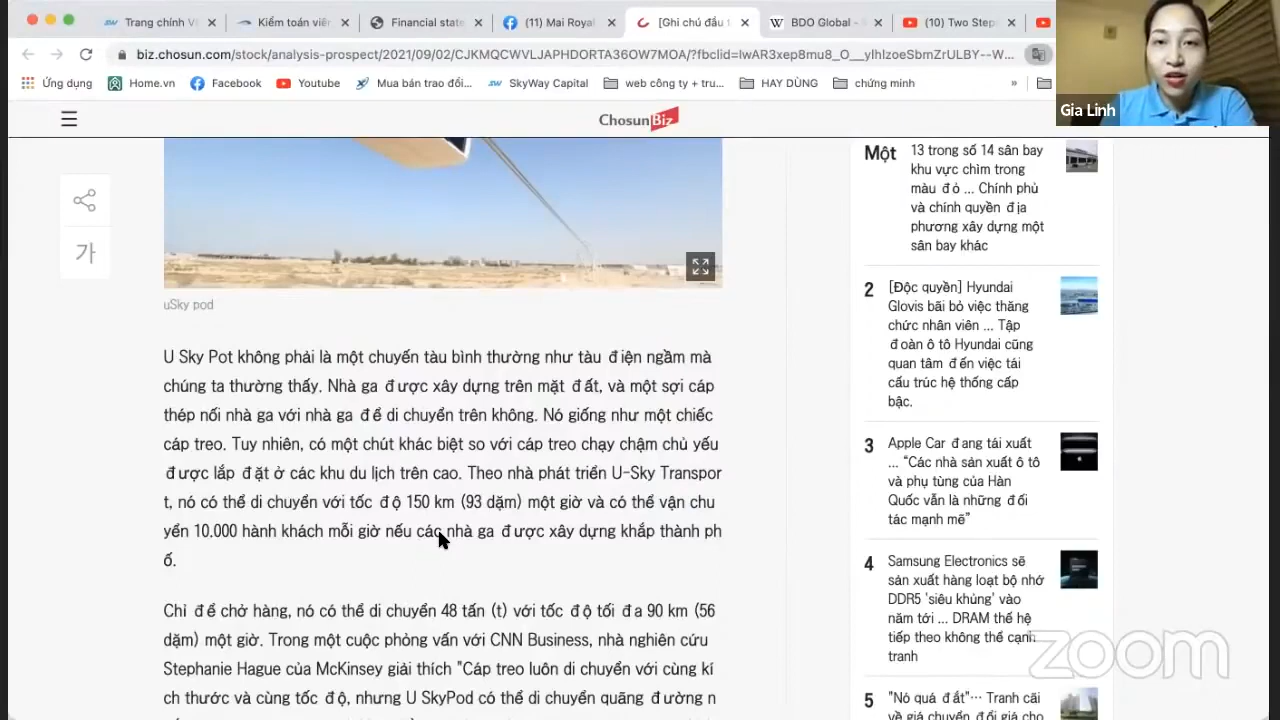 Trang chính V
Kiểm toán viên
Financial state
(11) Mai Royal
[Ghi chú đầu t
BDO Global -
(10) Two Step
biz.chosun.com/stock/analysis-prospect/2021/09/02/CJKMQCWVLJAPHDORTA36OW7MOA/?fbclid=IwAR3xep8mu8_O__ylhIzoeSbmZrULBY--W...
Ứng dụng
Home.vn
Facebook
Youtube
Mua bán trao đổi...
SkyWay Capital
web công ty + tru...
HAY DÙNG
chứng minh
»
Gia Linh
ChosunBiz
가
uSky pod
U Sky Pot không phải là một chuyến tàu bình thường như tàu điện ngầm mà
chúng ta thường thấy. Nhà ga được xây dựng trên mặt đất, và một sợi cáp
thép nối nhà ga với nhà ga để di chuyển trên không. Nó giống như một chiếc
cáp treo. Tuy nhiên, có một chút khác biệt so với cáp treo chạy chậm chủ yếu
được lắp đặt ở các khu du lịch trên cao. Theo nhà phát triển U-Sky Transpor
t, nó có thể di chuyển với tốc độ 150 km (93 dặm) một giờ và có thể vận chu
yển 10.000 hành khách mỗi giờ nếu các nhà ga được xây dựng khắp thành ph
ố.
Chỉ để chở hàng, nó có thể di chuyển 48 tấn (t) với tốc độ tối đa 90 km (56
dặm) một giờ. Trong một cuộc phỏng vấn với CNN Business, nhà nghiên cứu
Stephanie Hague của McKinsey giải thích "Cáp treo luôn di chuyển với cùng kí
ch thước và cùng tốc độ, nhưng U SkyPod có thể di chuyển quãng đường n
Một
13 trong số 14 sân bay
khu vực chìm trong
màu đỏ ... Chính phủ
và chính quyền địa
phương xây dựng một
sân bay khác
2
[Độc quyền] Hyundai
Glovis bãi bỏ việc thăng
chức nhân viên ... Tập
đoàn ô tô Hyundai cũng
quan tâm đến việc tái
cấu trúc hệ thống cấp
bậc.
3
Apple Car đang tái xuất
... "Các nhà sản xuất ô tô
và phụ tùng của Hàn
Quốc vẫn là những đối
tác mạnh mẽ"
4
Samsung Electronics sẽ
sản xuất hàng loạt bộ nhớ
DDR5 'siêu khủng' vào
năm tới ... DRAM thế hệ
tiếp theo không thể cạnh
tranh
5
"Nó quá đắt"... Tranh cãi
về giá chuyển đổi giá cho
zoom